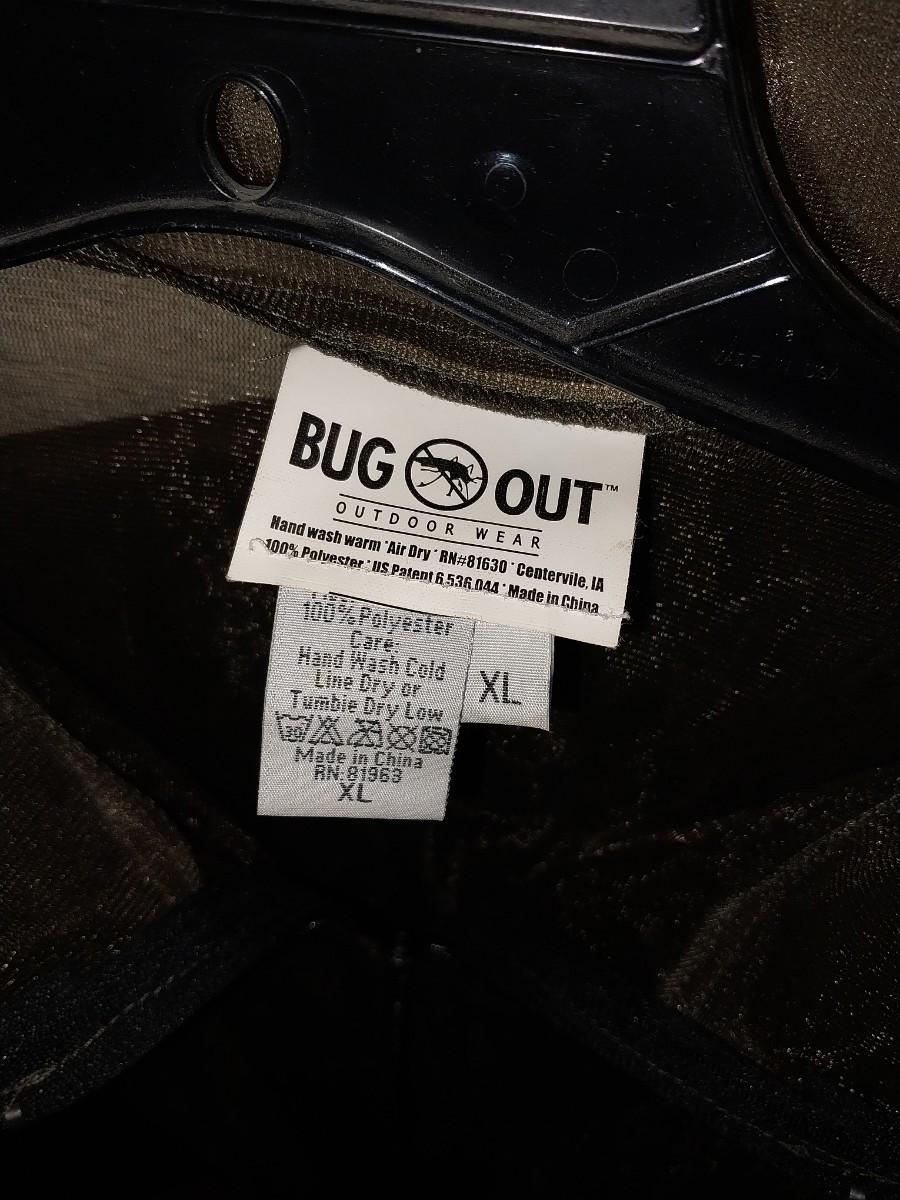 BUG OUT™
OUTDOOR WEAR
Hand wash warm *Air Dry * RN#81630 * Centervile, IA
100% Polyester * US Patent 6,536,044 * Made in China
100% Polyester
Care:
Hand Wash Cold
Line Dry or
Tumble Dry Low
30
Made in China
RN: 81963
XL
XL